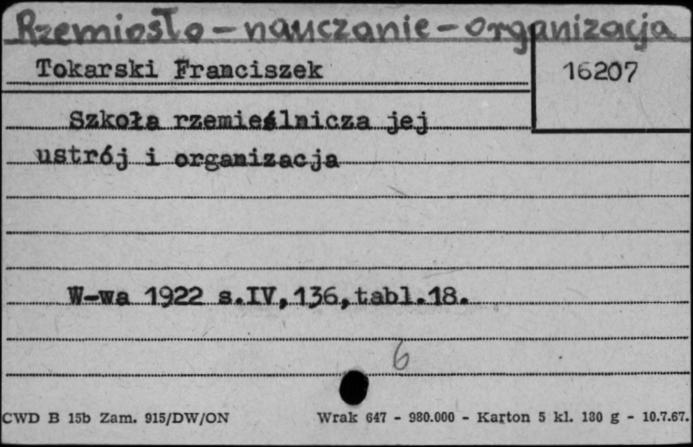 Rzemiosło - nauczanie - organizacja
Tokarski Franciszek
16207
Szkoła rzemieślnicza jej
ustrój i organizacja
W-wa 1922 s.IV,136,tabl.18.
6
CWD B 15b Zam. 915/DW/ON Wrak 647 - 980.000 - Karton 5 kl. 180 g - 10.7.67.